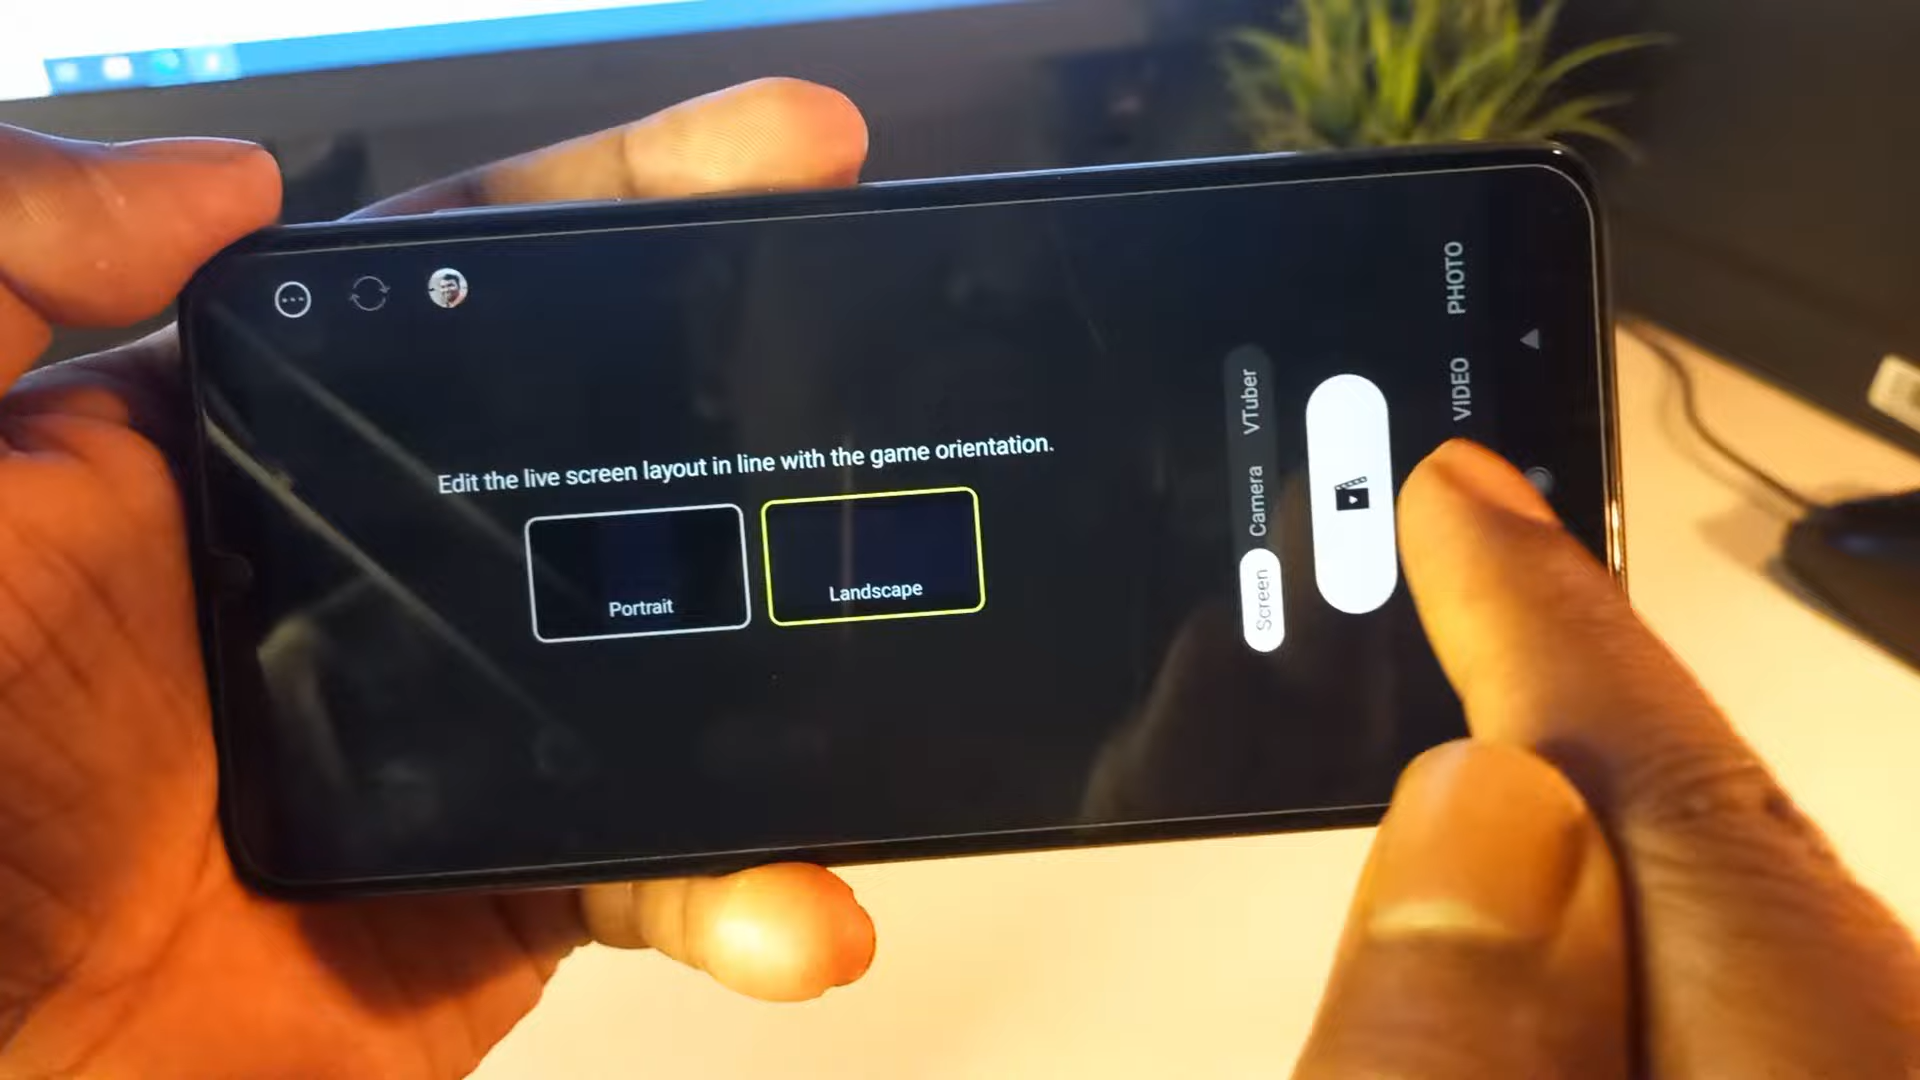 Edit the live screen layout in line with the game orientation.
Portrait
Landscape
Screen
Camera
VTuber
VIDEO
PHOTO